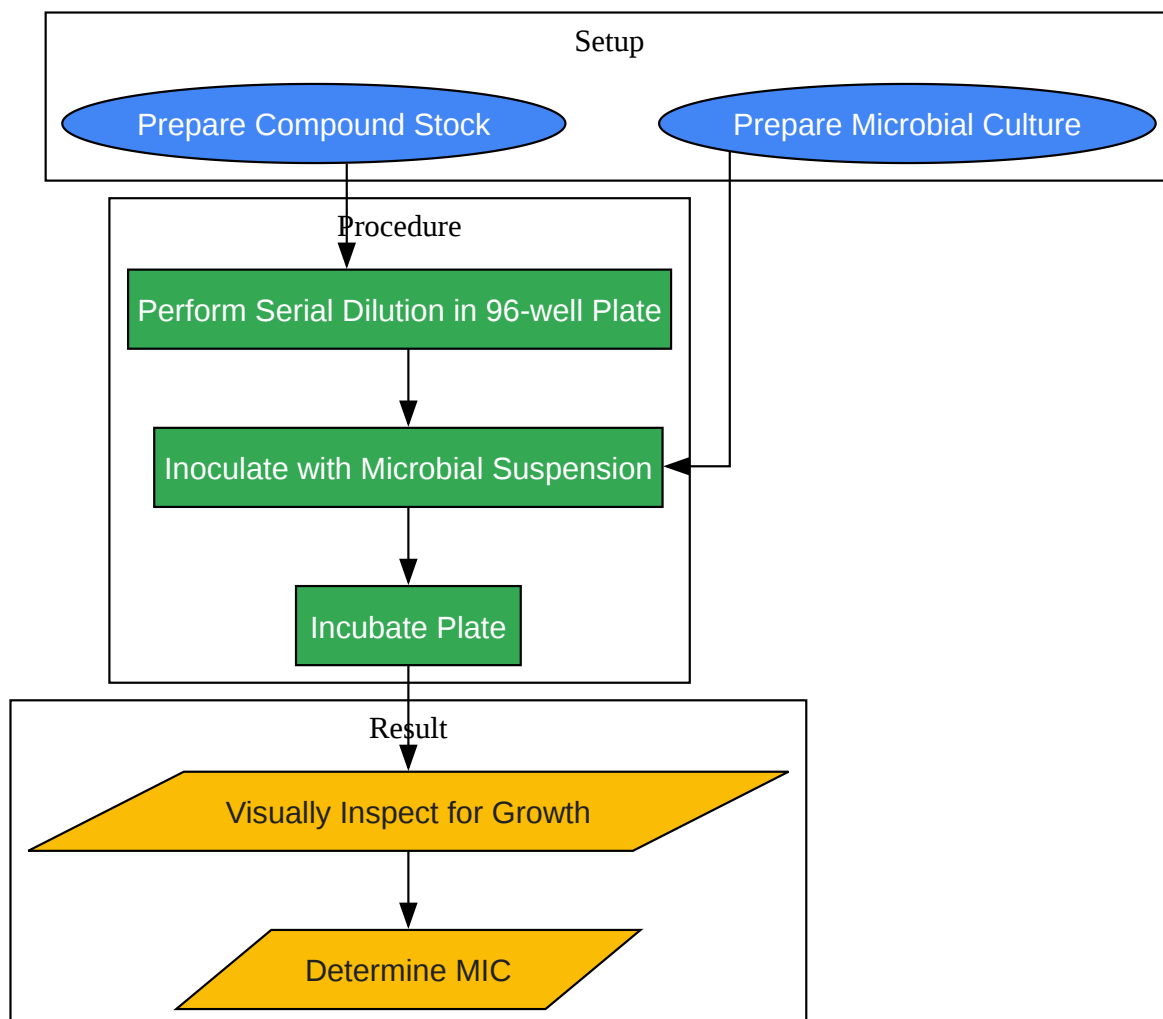 Setup
Prepare Compound Stock
Prepare Microbial Culture
Procedure
Perform Serial Dilution in 96-well Plate
Inoculate with Microbial Suspension
Incubate Plate
Result
Visually Inspect for Growth
Determine MIC